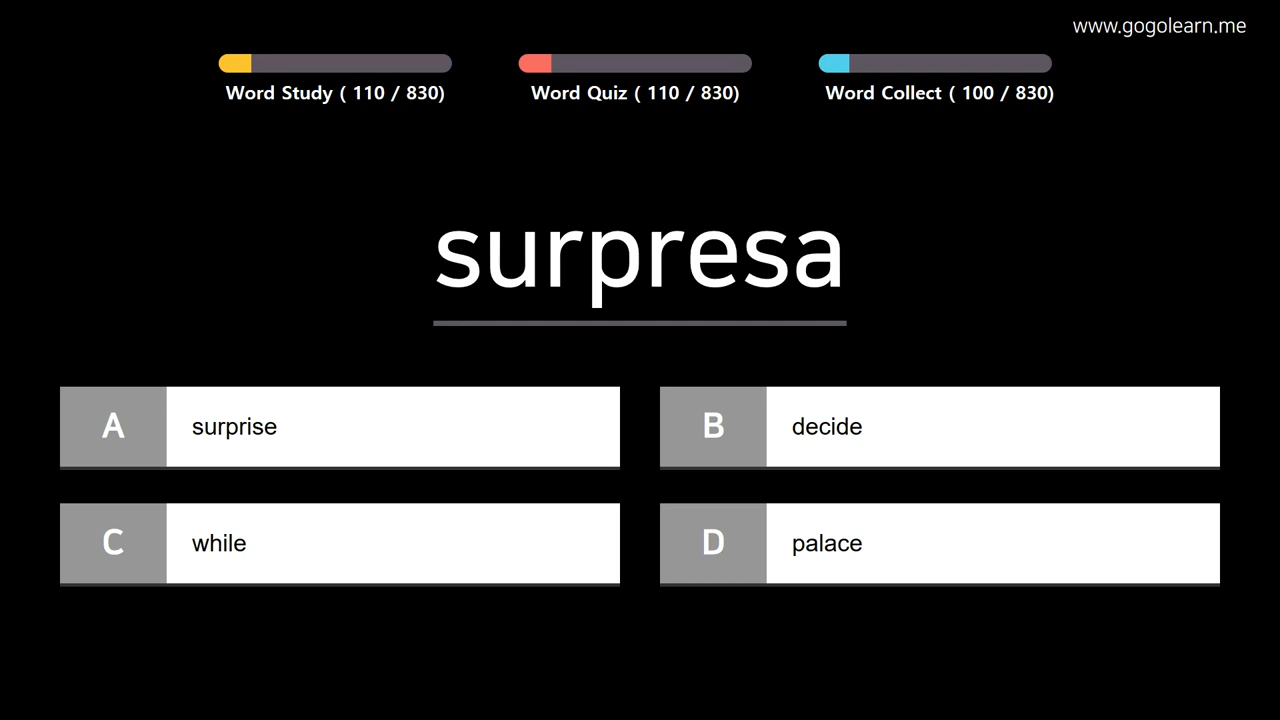 www.gogolearn.me
Word Study ( 110 / 830)
Word Quiz ( 110 / 830)
Word Collect ( 100 / 830)
surpresa
A surprise
B decide
C while
D palace